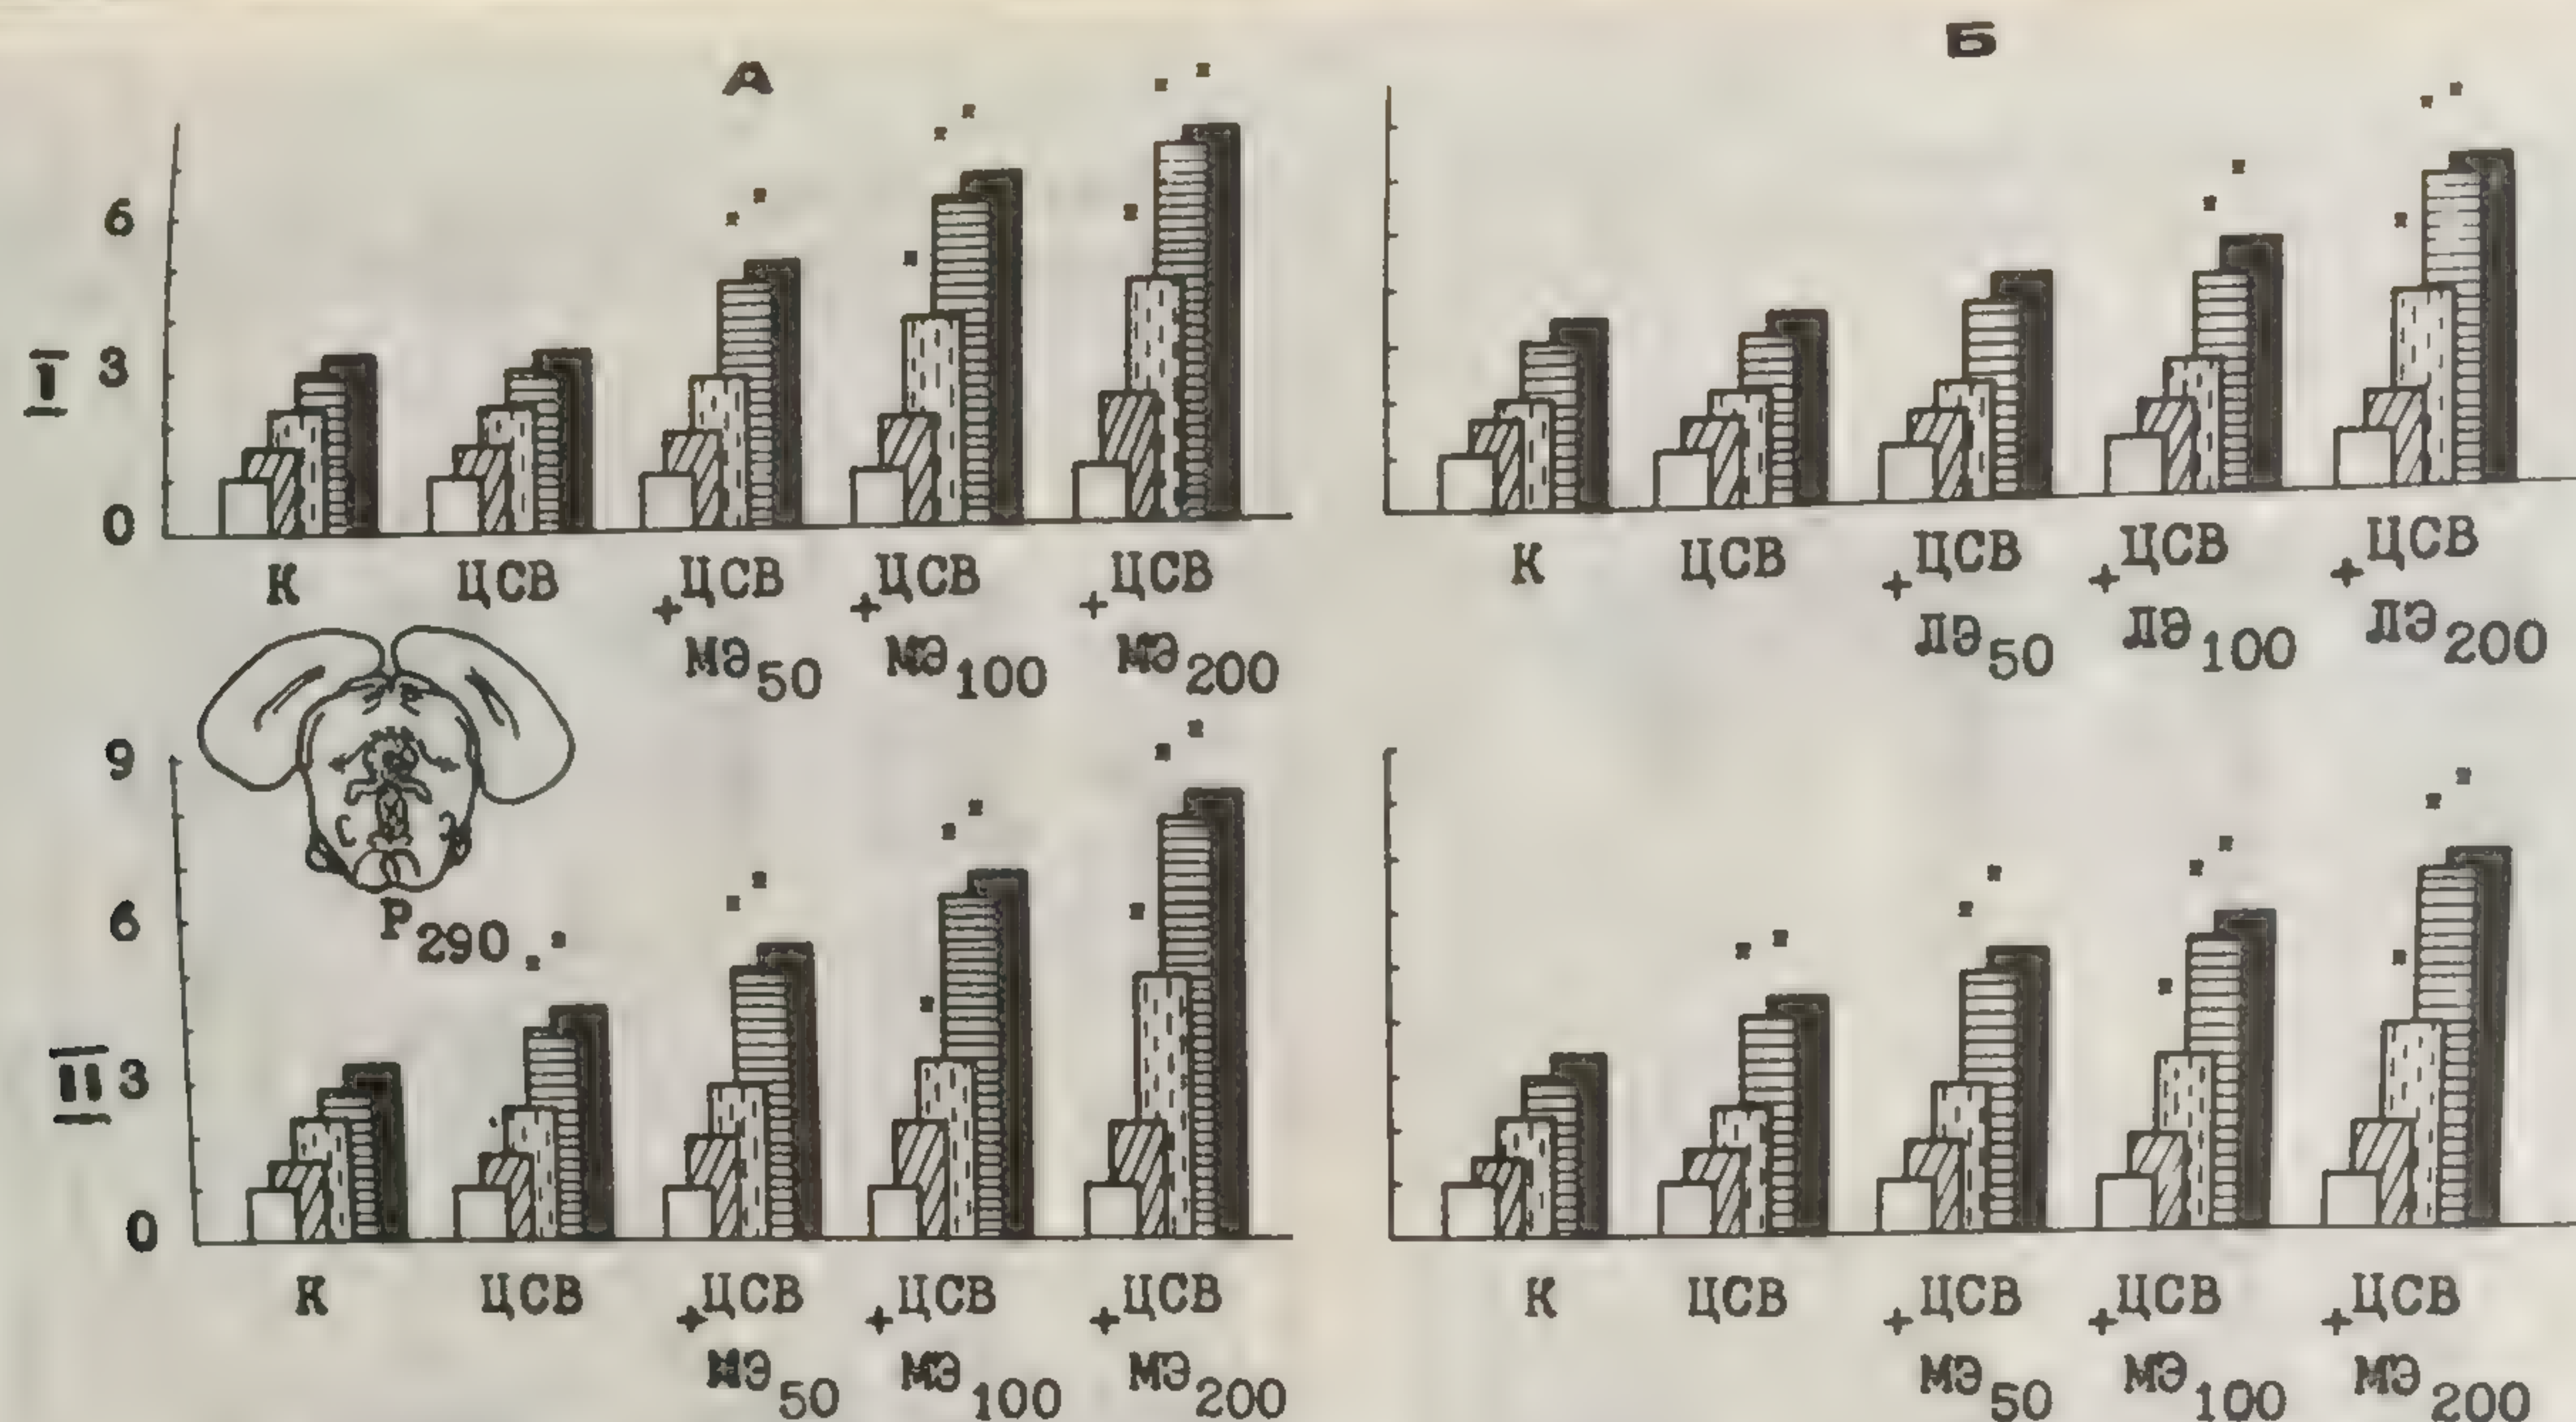 А
Б
6
I 3
0
К ЦСВ ЦСВ ЦСВ ЦСВ
+ + +
МЭ50 МЭ100 МЭ200
К ЦСВ ЦСВ ЦСВ ЦСВ
+ + +
ЛЭ50 ЛЭ100 ЛЭ200
9
6
P290
II 3
0
К ЦСВ ЦСВ ЦСВ ЦСВ
+ + +
МЭ50 МЭ100 МЭ200
К ЦСВ ЦСВ ЦСВ ЦСВ
+ + +
МЭ50 МЭ100 МЭ200